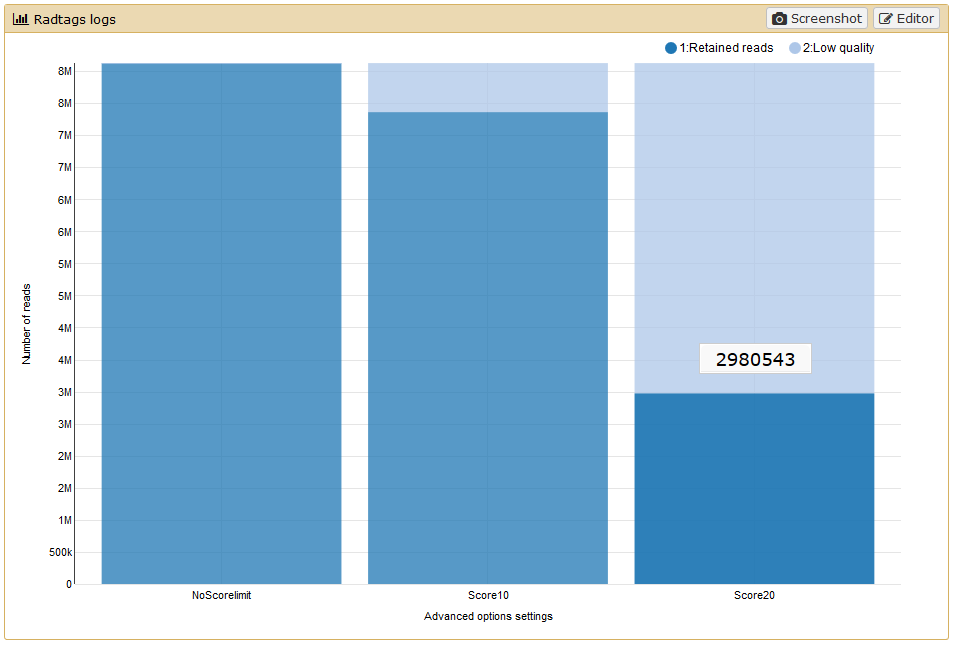 Radtags logs
Screenshot
Editor
1:Retained reads
2:Low quality
8M
8M
7M
7M
6M
6M
5M
5M
4M
4M
3M
3M
2M
2M
1M
500k
0
Number of reads
2980543
NoScorelimit
Score10
Score20
Advanced options settings